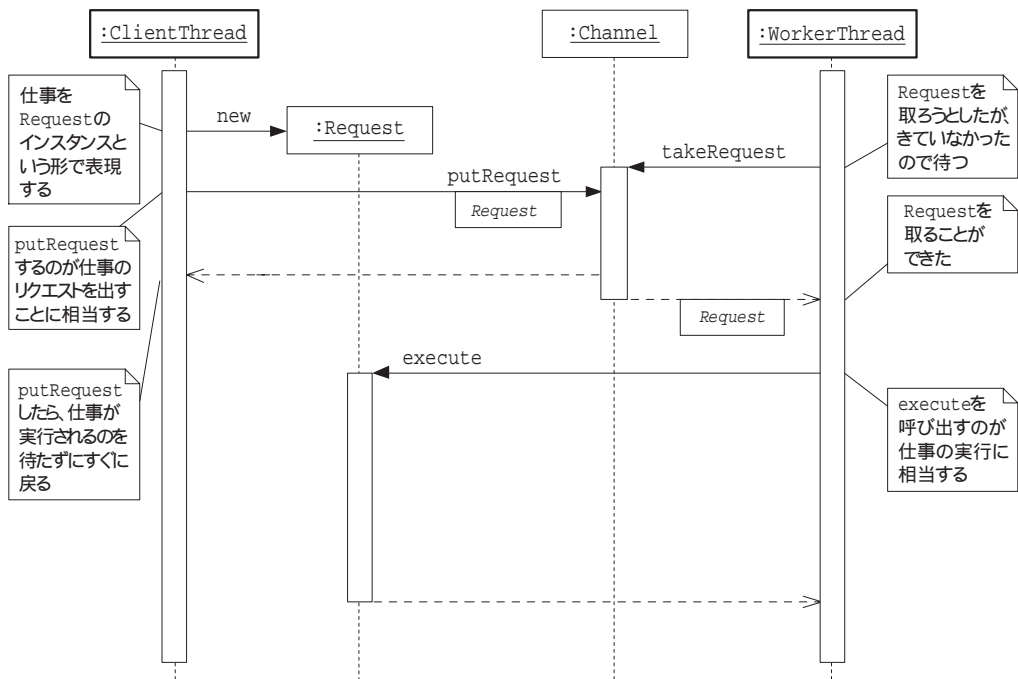 :ClientThread
:Channel
:WorkerThread
仕事を
Requestの
インスタンスと
いう形で表現
する
new
:Request
Requestを
取ろうとしたが、
きていなかった
ので待つ
takeRequest
putRequest
Request
Requestを
取ることが
できた
putRequest
するのが仕事の
リクエストを出す
ことに相当する
Request
execute
putRequest
したら、仕事が
実行されるのを
待たずにすぐに
戻る
executeを
呼び出すのが
仕事の実行に
相当する